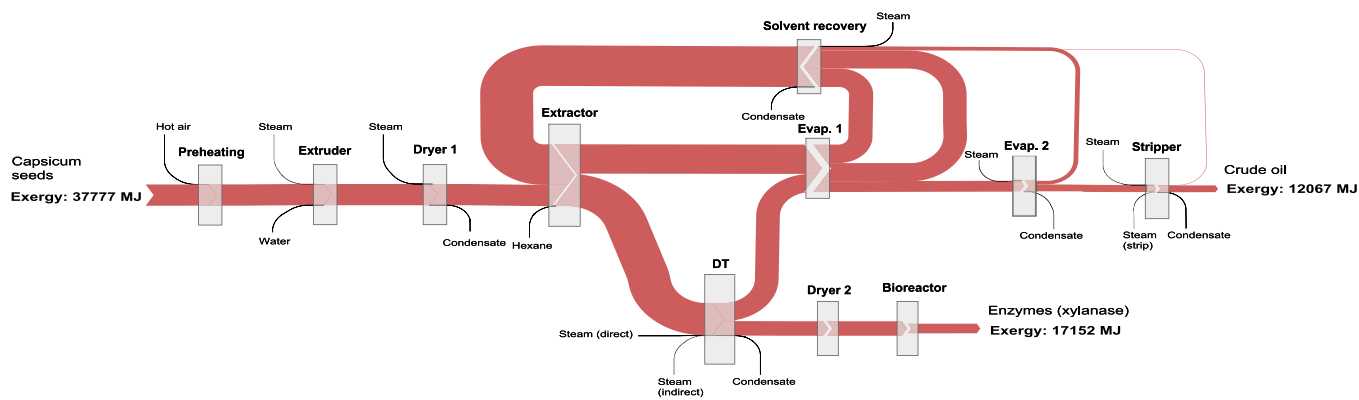 Solvent recovery
Steam
Condensate
Extractor
Evap. 1
Hot air
Steam
Steam
Preheating
Extruder
Dryer 1
Capsicum
seeds
Exergy: 37777 MJ
Water
Condensate
Hexane
Evap. 2
Steam
Condensate
Steam
Stripper
Steam
(strip)
Condensate
Crude oil
Exergy: 12067 MJ
DT
Dryer 2
Bioreactor
Steam (direct)
Steam
(indirect)
Condensate
Enzymes (xylanase)
Exergy: 17152 MJ